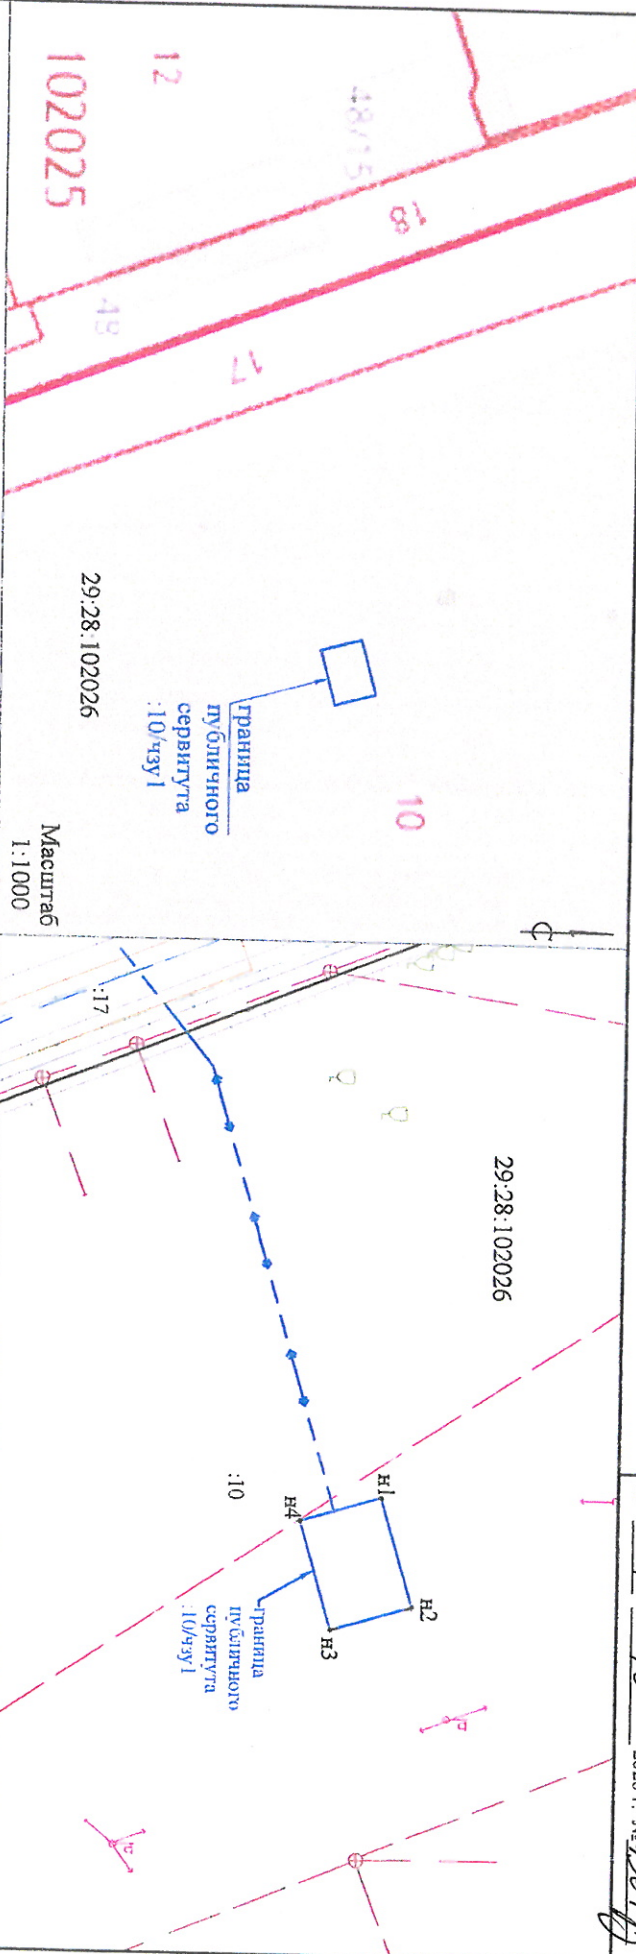 102025
12
48/15
18
49
17
29:28:102026
граница
публичного
сервитута
:10/чзу1
10
Масштаб
1:1000
С
:17
29:28:102026
:10
н1
н2
н3
н4
граница
публичного
сервитута
:10/чзу1